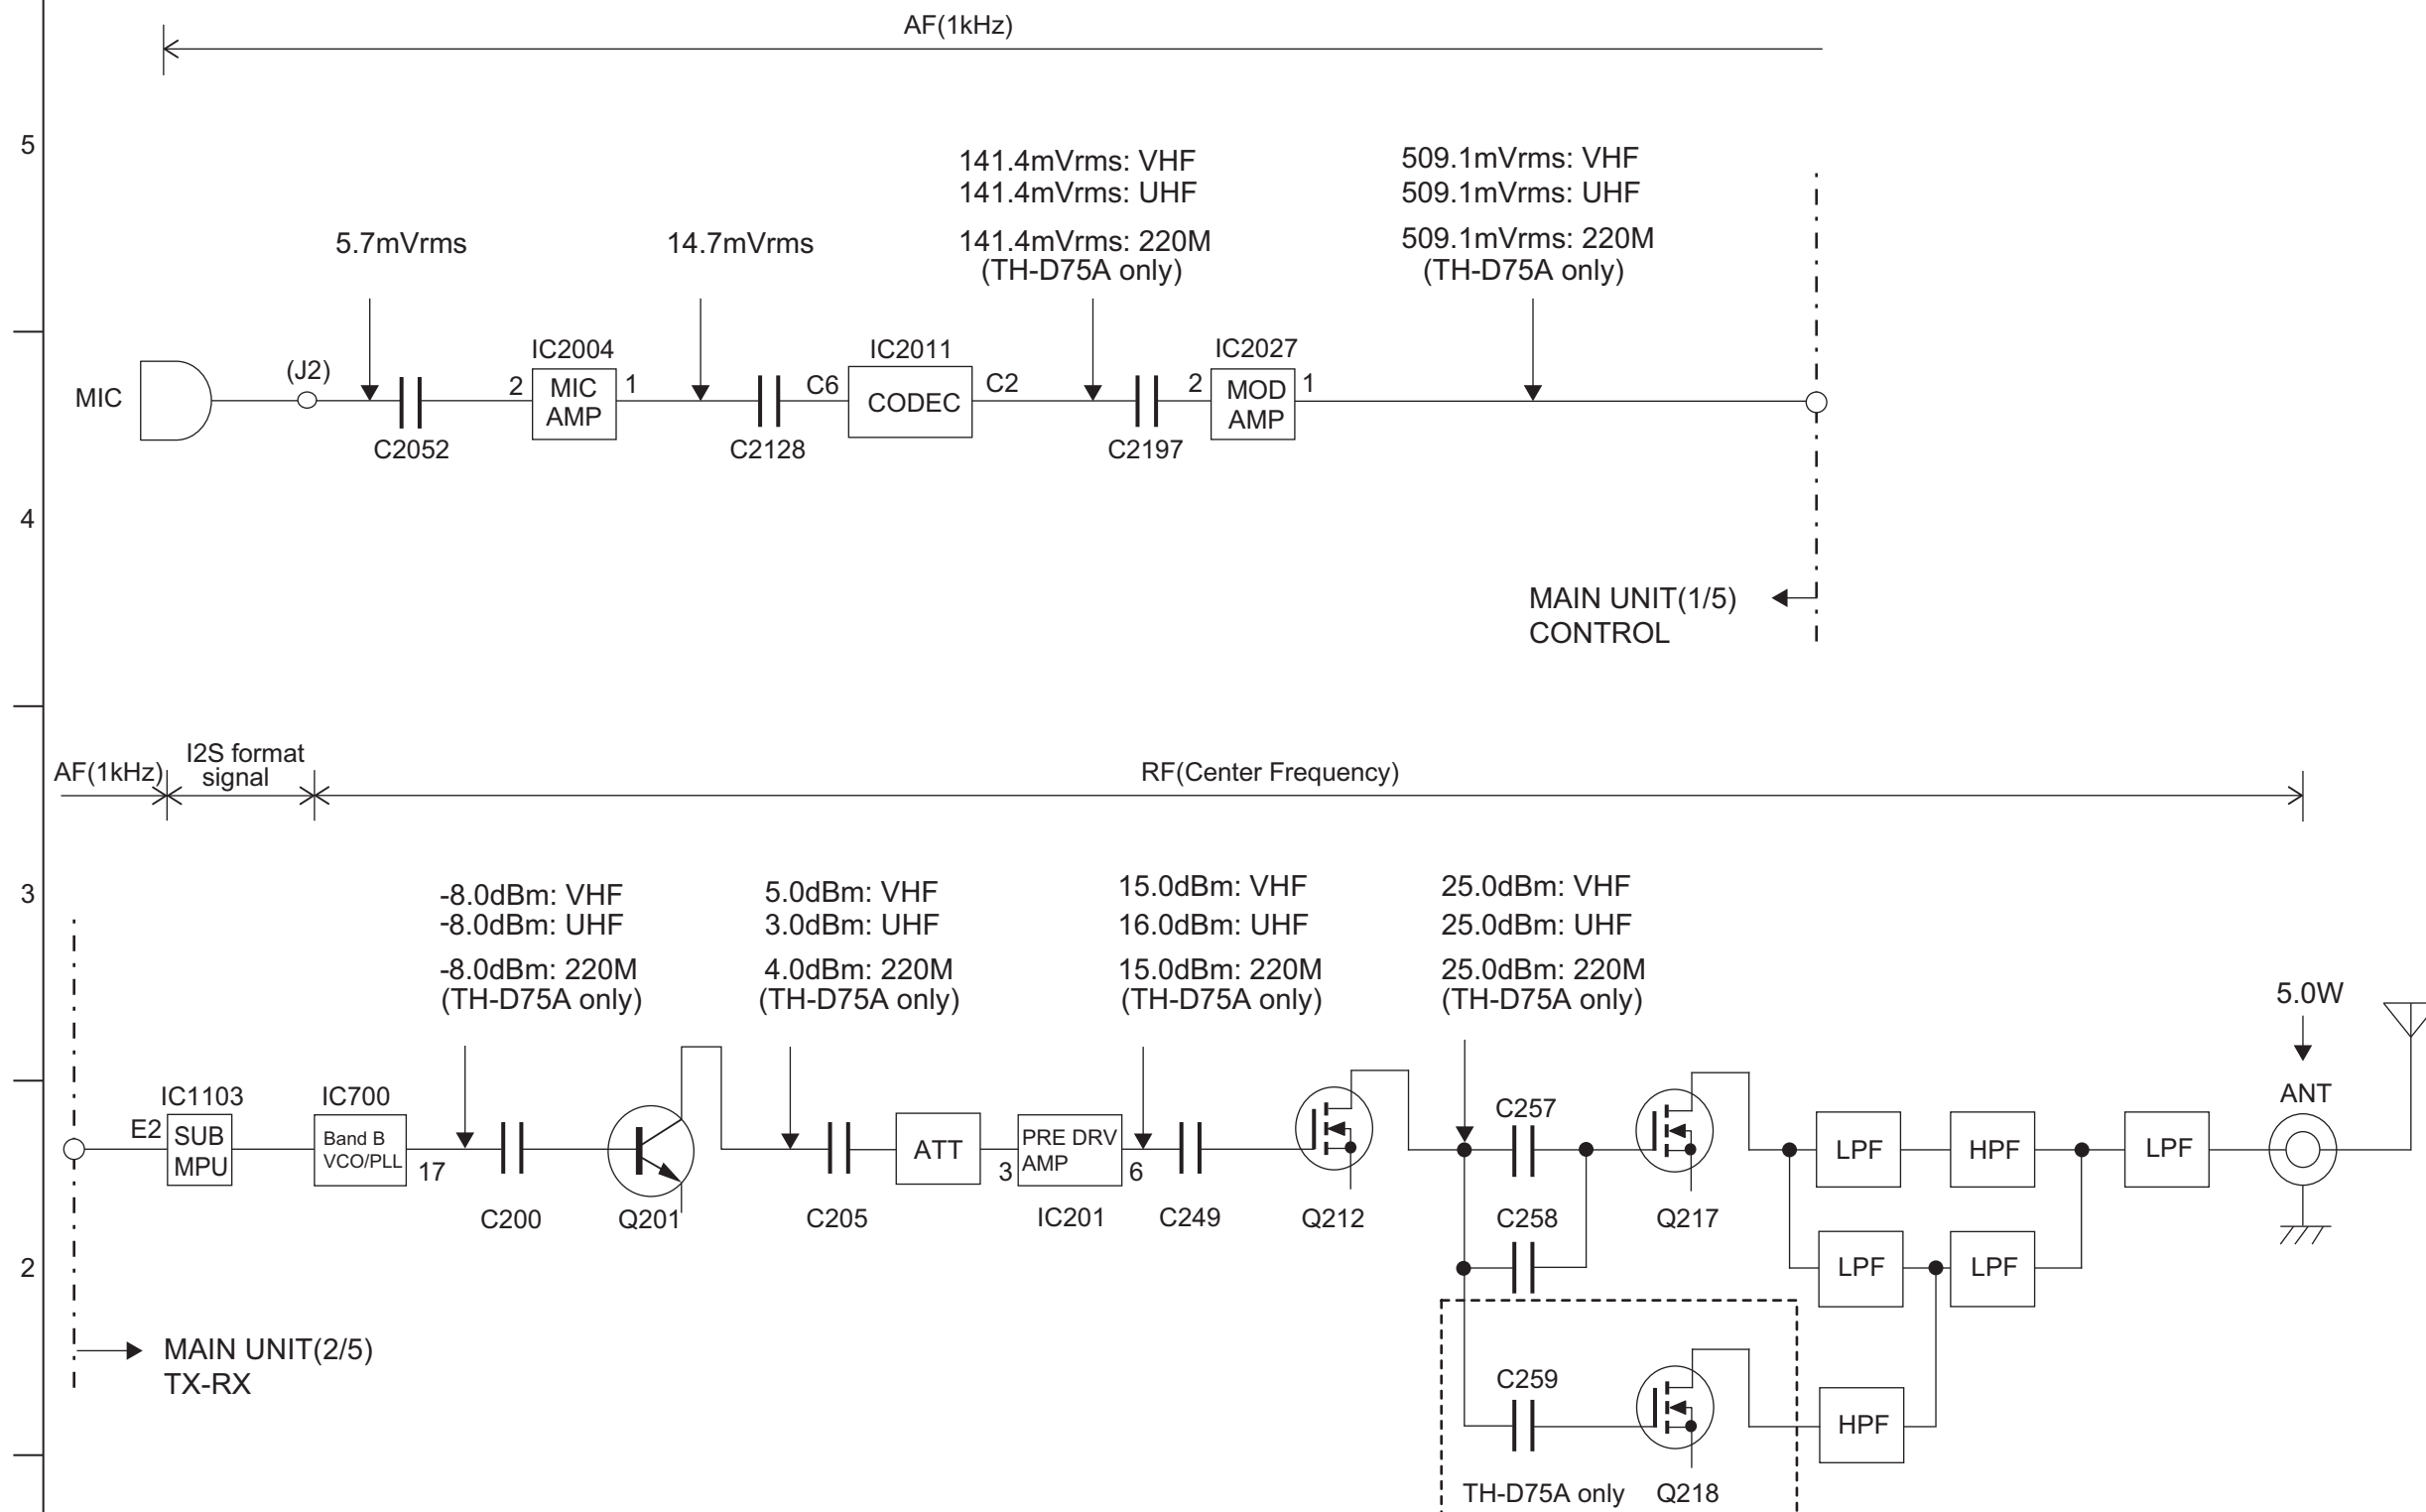 AF(1kHz)
5
141.4mVrms: VHF
141.4mVrms: UHF
141.4mVrms: 220M
(TH-D75A only)
509.1mVrms: VHF
509.1mVrms: UHF
509.1mVrms: 220M
(TH-D75A only)
5.7mVrms
14.7mVrms
MIC
(J2)
C2052
2
IC2004
MIC
AMP
1
C2128
C6
IC2011
CODEC
C2
C2197
2
IC2027
MOD
AMP
1
4
MAIN UNIT(1/5)
CONTROL
AF(1kHz)
I2S format
signal
RF(Center Frequency)
3
-8.0dBm: VHF
-8.0dBm: UHF
-8.0dBm: 220M
(TH-D75A only)
5.0dBm: VHF
3.0dBm: UHF
4.0dBm: 220M
(TH-D75A only)
15.0dBm: VHF
16.0dBm: UHF
15.0dBm: 220M
(TH-D75A only)
25.0dBm: VHF
25.0dBm: UHF
25.0dBm: 220M
(TH-D75A only)
5.0W
ANT
E2
IC1103
SUB
MPU
IC700
Band B
VCO/PLL
17
C200
Q201
C205
ATT
3
PRE DRV
AMP
6
IC201
C249
Q212
C257
C258
Q217
LPF
HPF
LPF
LPF
LPF
2
MAIN UNIT(2/5)
TX-RX
C259
HPF
TH-D75A only
Q218